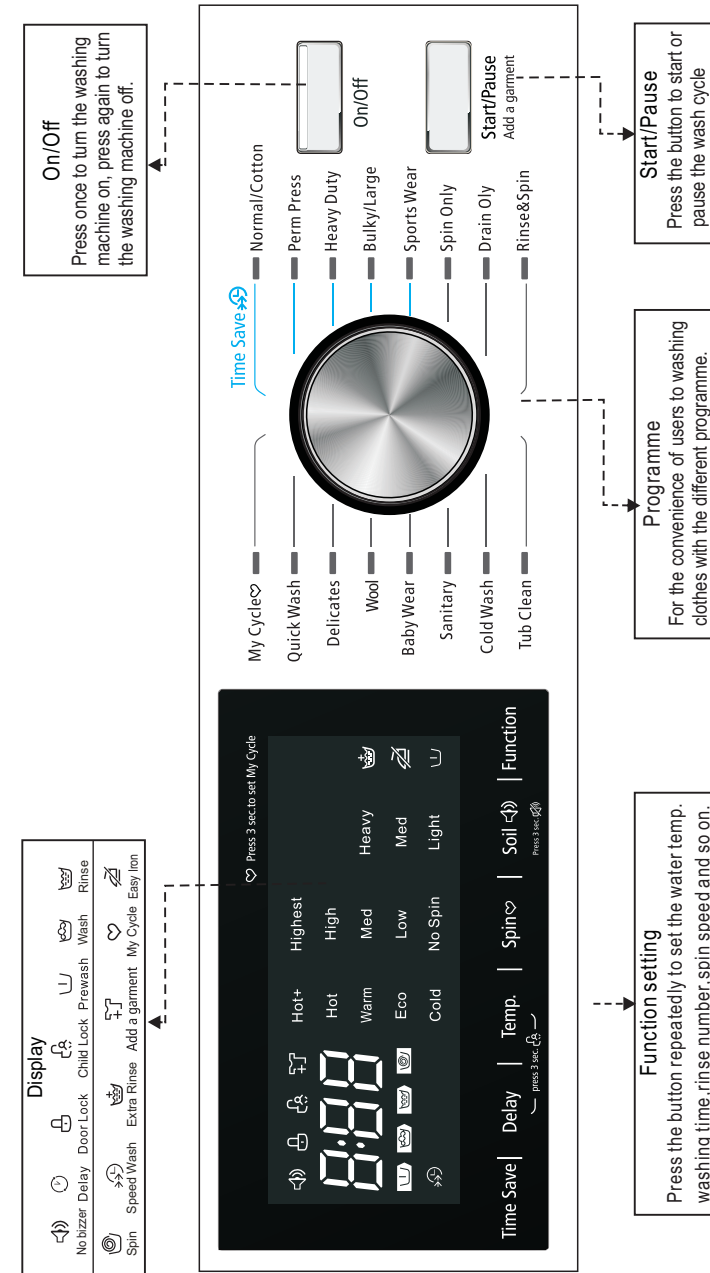 Display
No bizzer
Delay
Door Lock
Child Lock
Prewash
Wash
Rinse
Spin
Speed Wash
Extra Rinse
Add a garment
My Cycle
Easy Iron
On/Off
Press once to turn the washing
machine on, press again to turn
the washing machine off.
Press 3 sec.to set My Cycle
8:88
Hot+
Hot
Warm
Eco
Cold
Highest
High
Med
Low
No Spin
Heavy
Med
Light
Time Save
Delay
Temp.
Spin
Soil
Function
press 3 sec.
Press 3 sec.
My Cycle
Quick Wash
Delicates
Wool
Baby Wear
Sanitary
Cold Wash
Tub Clean
Time Save
Normal/Cotton
Perm Press
Heavy Duty
Bulky/Large
Sports Wear
Spin Only
Drain Oly
Rinse&Spin
On/Off
Start/Pause
Add a garment
Function setting
Press the button repeatedly to set the water temp.
washing time,rinse number,spin speed and so on.
Programme
For the convenience of users to washing
clothes with the different programme.
Start/Pause
Press the button to start or
pause the wash cycle